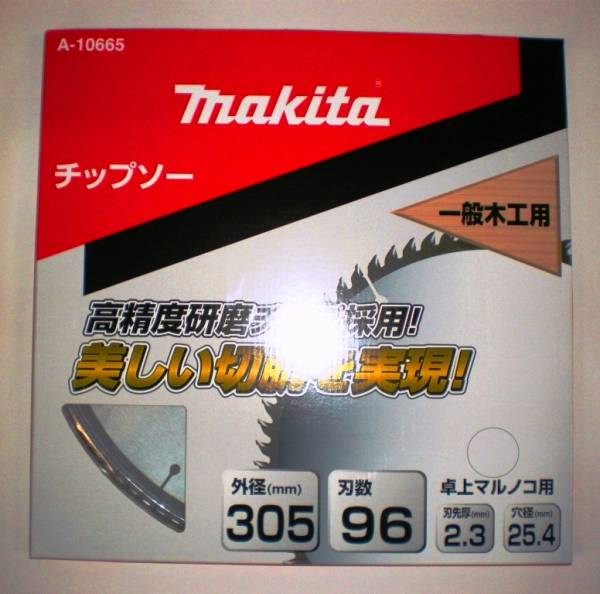 A-10665
makita®
チップソー
一般木工用
高精度研磨 採用!
美しい切肌を実現!
外径(mm)
305
刃数
96
卓上マルノコ用
刃先厚(mm)
2.3
穴径(mm)
25.4